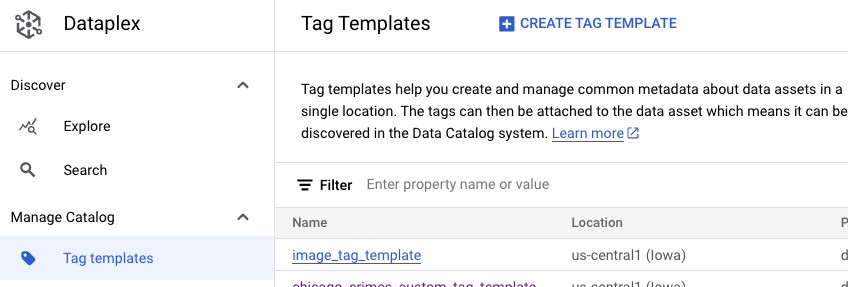 Dataplex
Tag Templates
CREATE TAG TEMPLATE
Discover
Explore
Search
Manage Catalog
Tag templates
Tag templates help you create and manage common metadata about data assets in a
single location. The tags can then be attached to the data asset which means it can be
discovered in the Data Catalog system. Learn more
Filter Enter property name or value
Name Location P
image_tag_template us-central1 (Iowa) d
chicago_crimes_custom_tag_template us-central1 (Iowa) d